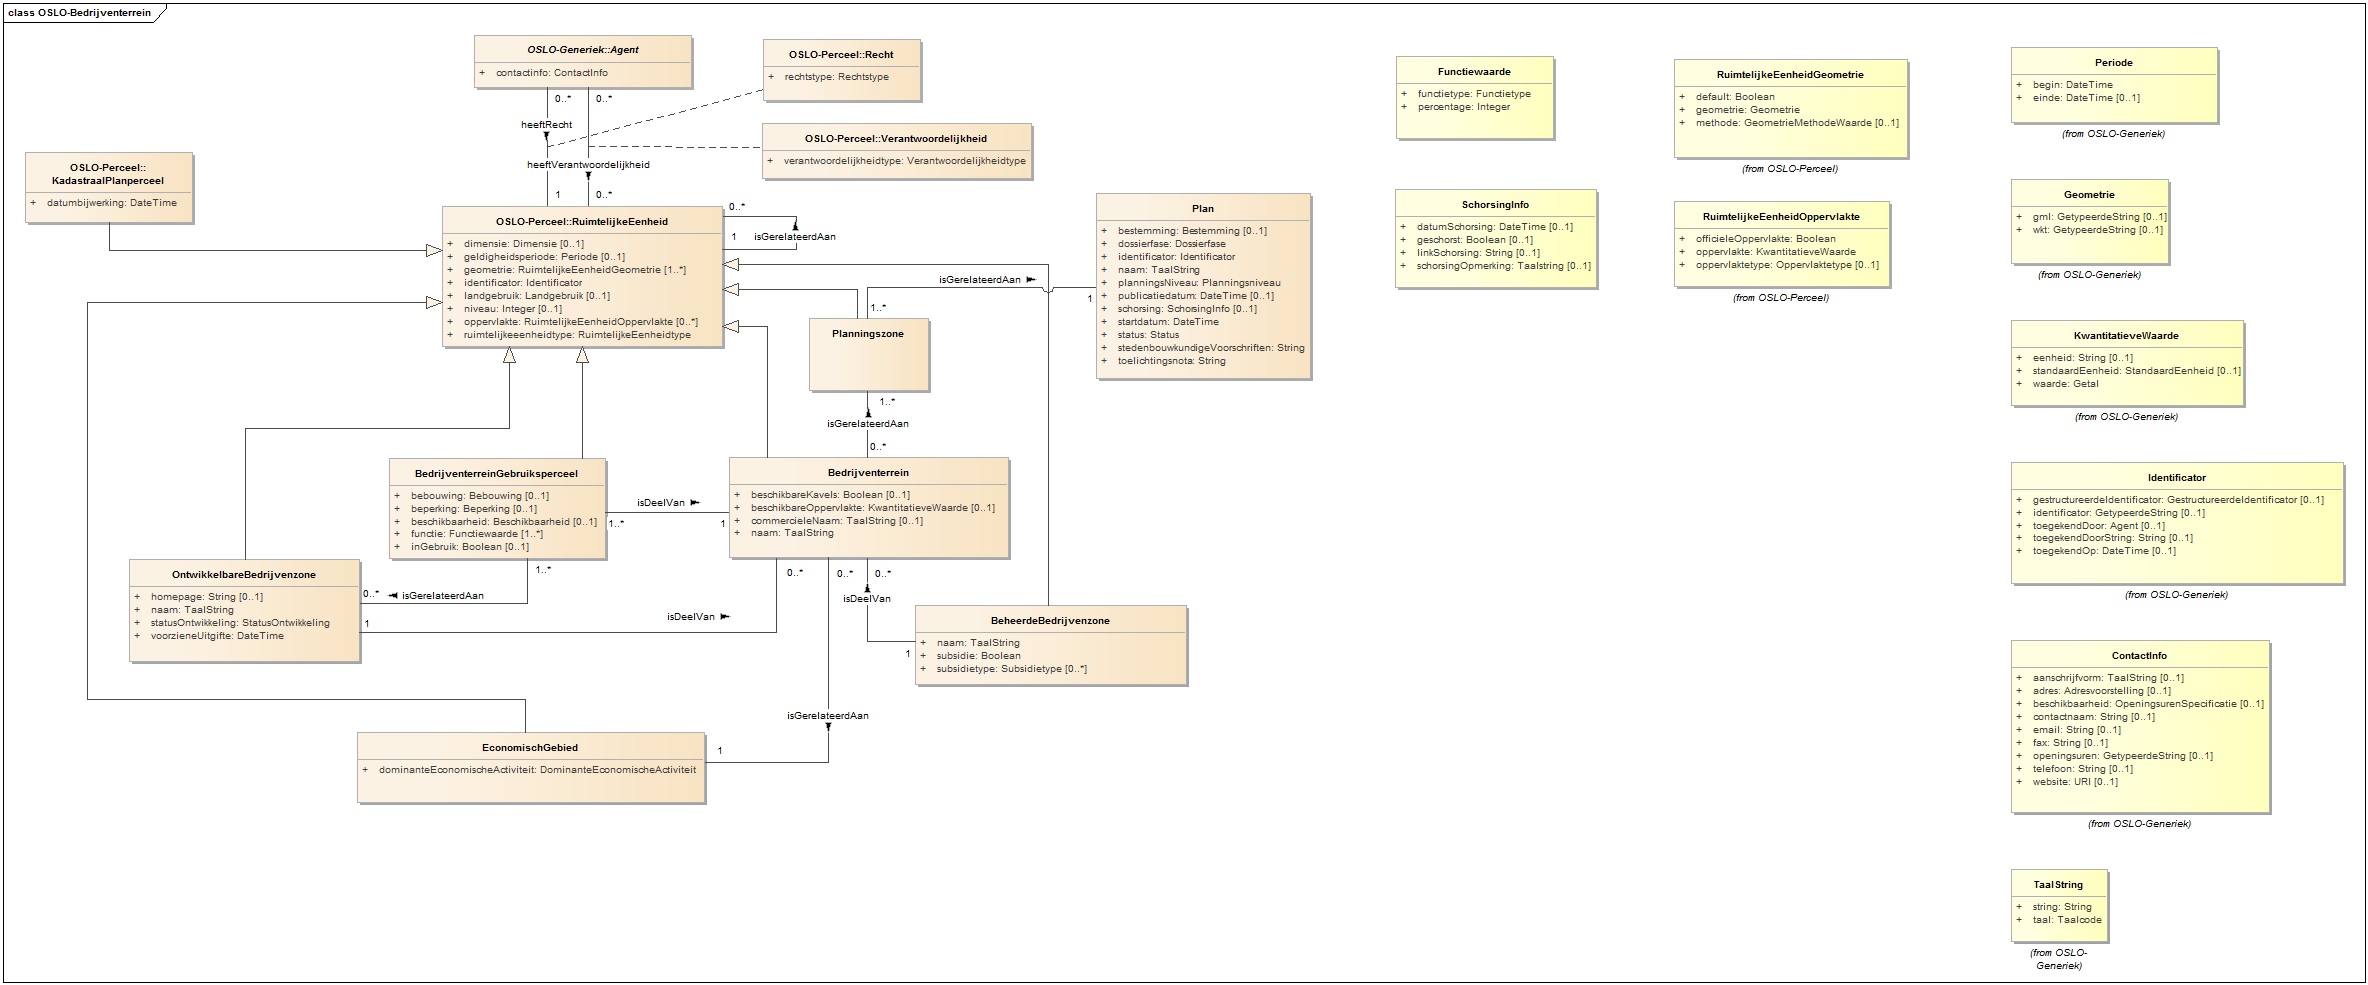 class OSLO-Bedrijventerrein
OSLO-Generiek::Agent
+ contactinfo: ContactInfo
OSLO-Perceel::Recht
+ rechtstype: Rechtstype
0..*
0..*
heeftRecht
OSLO-Perceel::Verantwoordelijkheid
+ verantwoordelijkheidtype: Verantwoordelijkheidtype
heeftVerantwoordelijkheid
1
0..*
OSLO-Perceel::
KadastraalPlanperceel
+ datumbijwerking: DateTime
OSLO-Perceel::RuimtelijkeEenheid
+ dimensie: Dimensie [0..1]
+ geldigheidsperiode: Periode [0..1]
+ geometrie: RuimtelijkeEenheidGeometrie [1..*]
+ identificator: Identificator
+ landgebruik: Landgebruik [0..1]
+ niveau: Integer [0..1]
+ oppervlakte: RuimtelijkeEenheidOppervlakte [0..*]
+ ruimtelijkeeenheidtype: RuimtelijkeEenheidtype
0..*
1
isGerelateerdAan
Plan
+ bestemming: Bestemming [0..1]
+ dossierfase: Dossierfase
+ identificator: Identificator
+ naam: TaalString
+ planningsNiveau: Planningsniveau
+ publicatiedatum: DateTime [0..1]
+ schorsing: SchorsingInfo [0..1]
+ startdatum: DateTime
+ status: Status
+ stedenbouwkundigeVoorschriften: String
+ toelichtingsnota: String
isGerelateerdAan
1
1..*
Planningszone
1..*
isGerelateerdAan
0..*
BedrijventerreinGebruiksperceel
+ bebouwing: Bebouwing [0..1]
+ beperking: Beperking [0..1]
+ beschikbaarheid: Beschikbaarheid [0..1]
+ functie: Functiewaarde [1..*]
+ inGebruik: Boolean [0..1]
isDeelVan
1..*
1
Bedrijventerrein
+ beschikbareKavels: Boolean [0..1]
+ beschikbareOppervlakte: KwantitatieveWaarde [0..1]
+ commercieleNaam: TaalString [0..1]
+ naam: TaalString
1..*
0..*
isGerelateerdAan
OntwikkelbareBedrijvenzone
+ homepage: String [0..1]
+ naam: TaalString
+ statusOntwikkeling: StatusOntwikkeling
+ voorzieneUitgifte: DateTime
isDeelVan
1
0..*
0..*
0..*
isDeelVan
1
BeheerdeBedrijvenzone
+ naam: TaalString
+ subsidie: Boolean
+ subsidietype: Subsidietype [0..*]
isGerelateerdAan
1
EconomischGebied
+ dominanteEconomischeActiviteit: DominanteEconomischeActiviteit
Functiewaarde
+ functietype: Functietype
+ percentage: Integer
SchorsingInfo
+ datumSchorsing: DateTime [0..1]
+ geschorst: Boolean [0..1]
+ linkSchorsing: String [0..1]
+ schorsingOpmerking: Taalstring [0..1]
RuimtelijkeEenheidGeometrie
+ default: Boolean
+ geometrie: Geometrie
+ methode: GeometrieMethodeWaarde [0..1]
(from OSLO-Perceel)
RuimtelijkeEenheidOppervlakte
+ officieleOppervlakte: Boolean
+ oppervlakte: KwantitatieveWaarde
+ oppervlaktetype: Oppervlaktetype [0..1]
(from OSLO-Perceel)
Periode
+ begin: DateTime
+ einde: DateTime [0..1]
(from OSLO-Generiek)
Geometrie
+ gml: GetypeerdeString [0..1]
+ wkt: GetypeerdeString [0..1]
(from OSLO-Generiek)
KwantitatieveWaarde
+ eenheid: String [0..1]
+ standaardEenheid: StandaardEenheid [0..1]
+ waarde: Getal
(from OSLO-Generiek)
Identificator
+ gestructureerdeIdentificator: GestructureerdeIdentificator [0..1]
+ identificator: GetypeerdeString [0..1]
+ toegekendDoor: Agent [0..1]
+ toegekendDoorString: String [0..1]
+ toegekendOp: DateTime [0..1]
(from OSLO-Generiek)
ContactInfo
+ aanschrijfvorm: TaalString [0..1]
+ adres: Adresvoorstelling [0..1]
+ beschikbaarheid: OpeningsurenSpecificatie [0..1]
+ contactnaam: String [0..1]
+ email: String [0..1]
+ fax: String [0..1]
+ openingsuren: GetypeerdeString [0..1]
+ telefoon: String [0..1]
+ website: URI [0..1]
(from OSLO-Generiek)
TaalString
+ string: String
+ taal: Taalcode
(from OSLO-
Generiek)